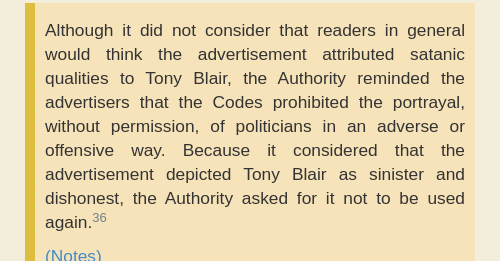 Although it did not consider that readers in general
would think the advertisement attributed satanic
qualities to Tony Blair, the Authority reminded the
advertisers that the Codes prohibited the portrayal,
without permission, of politicians in an adverse or
offensive way. Because it considered that the
advertisement depicted Tony Blair as sinister and
dishonest, the Authority asked for it not to be used
again.36
(Notes)